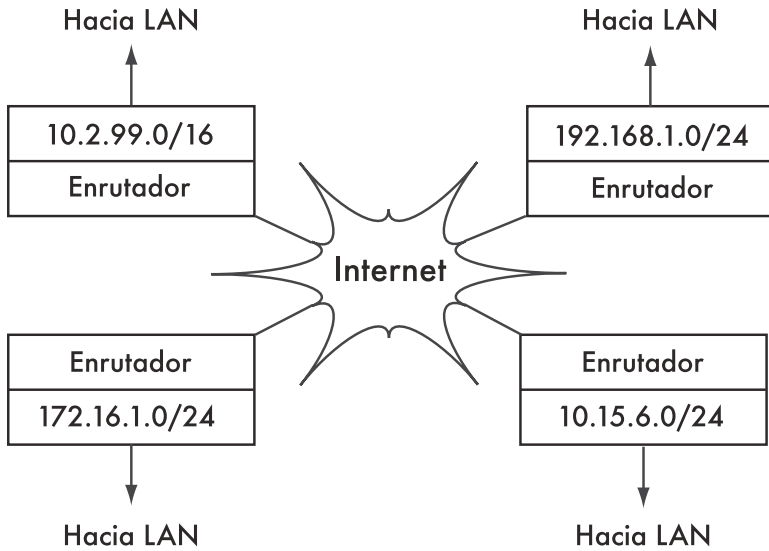 Hacia LAN
Hacia LAN
10.2.99.0/16
192.168.1.0/24
Enrutador
Enrutador
Internet
Enrutador
Enrutador
172.16.1.0/24
10.15.6.0/24
Hacia LAN
Hacia LAN